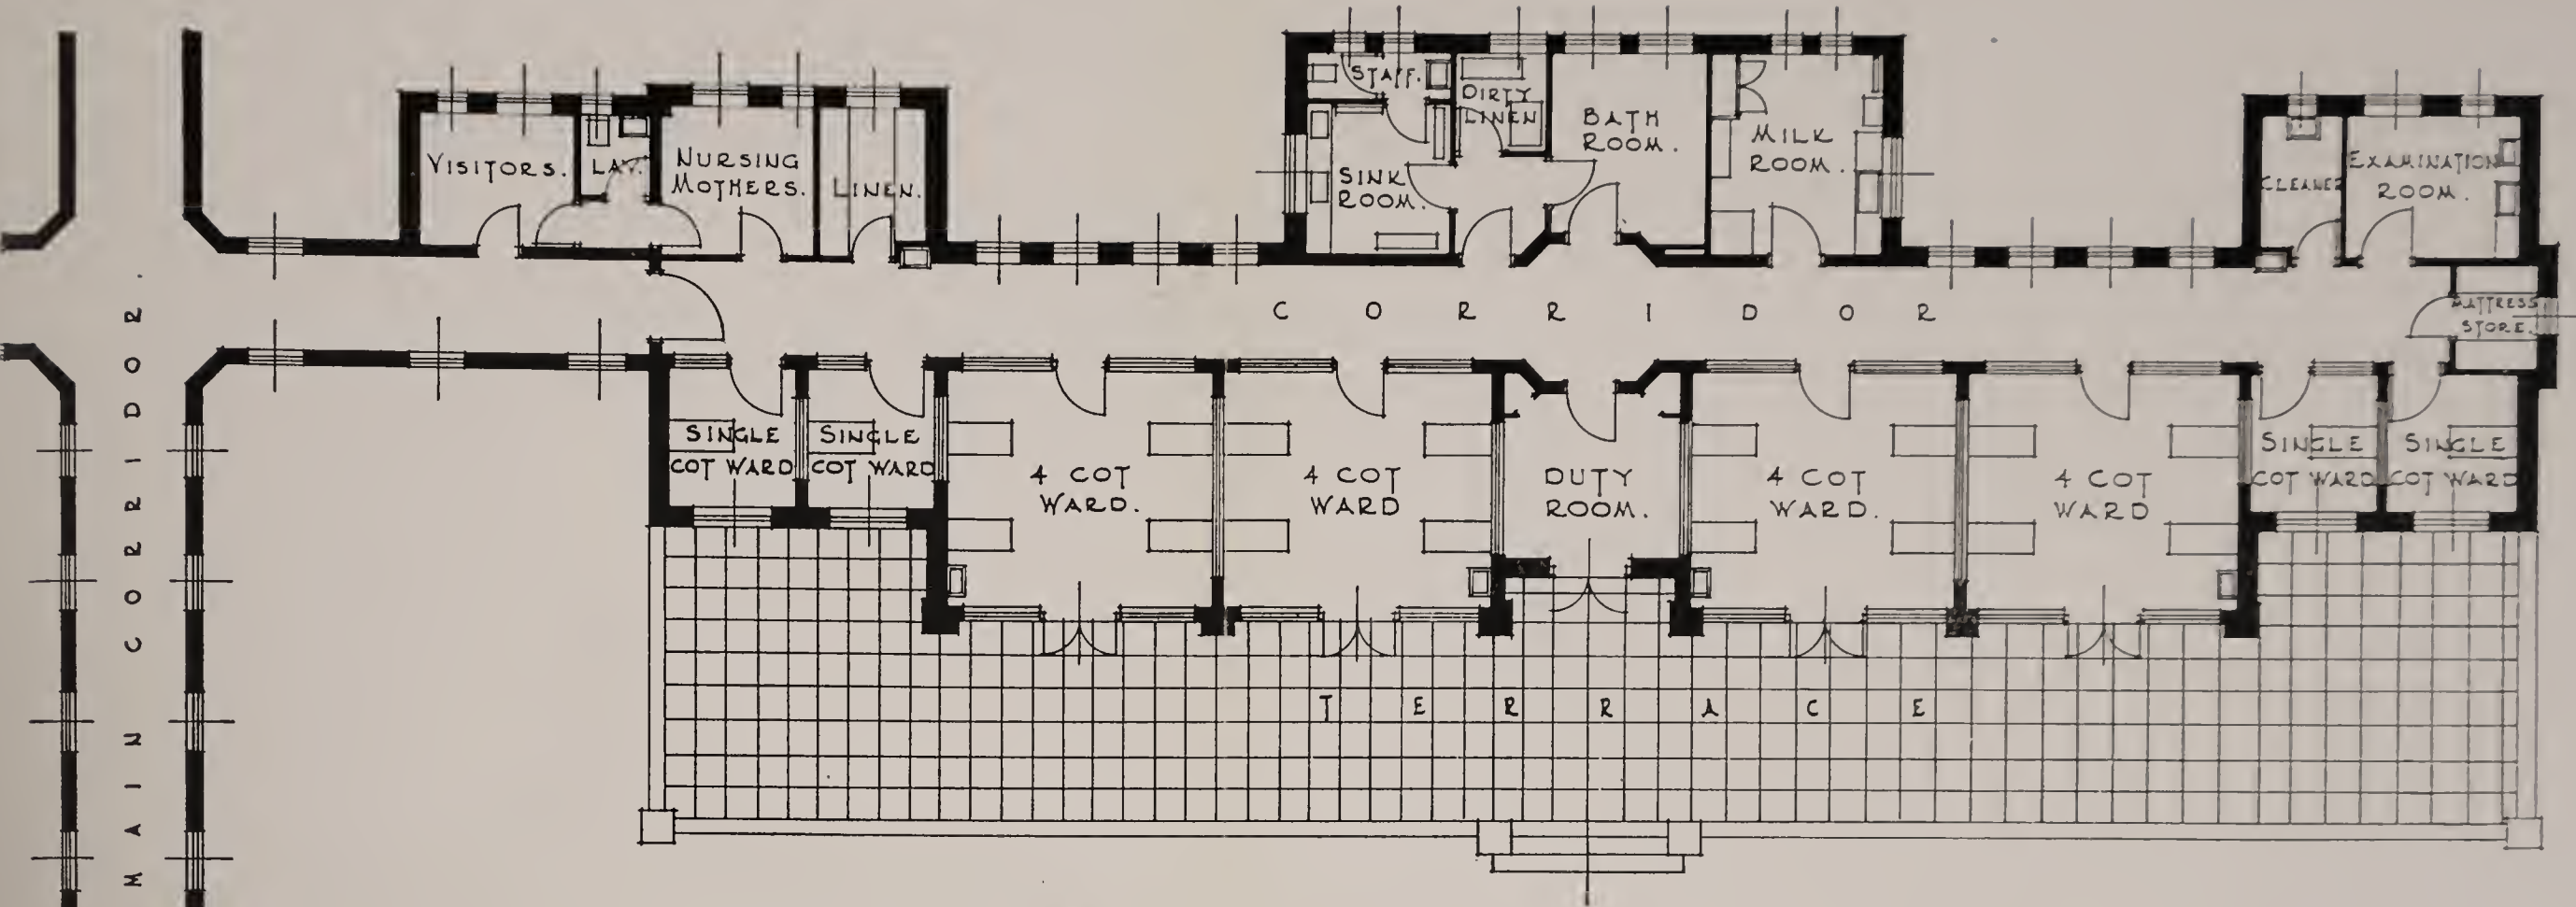 STAFF.
DIRTY
LINEN
BATH
ROOM.
MILK
ROOM.
VISITORS.
LAV.
NURSING
MOTHERS.
LINEN.
SINK
ROOM.
CLEANER
EXAMINATION
ROOM.
CORRIDOR
MATTRESS
STORE.
MAIN CORRIDOR.
SINGLE
COT WARD
SINGLE
COT WARD
4 COT
WARD.
4 COT
WARD
DUTY
ROOM.
4 COT
WARD.
4 COT
WARD
SINGLE
COT WARD
SINGLE
COT WARD
TERRACE